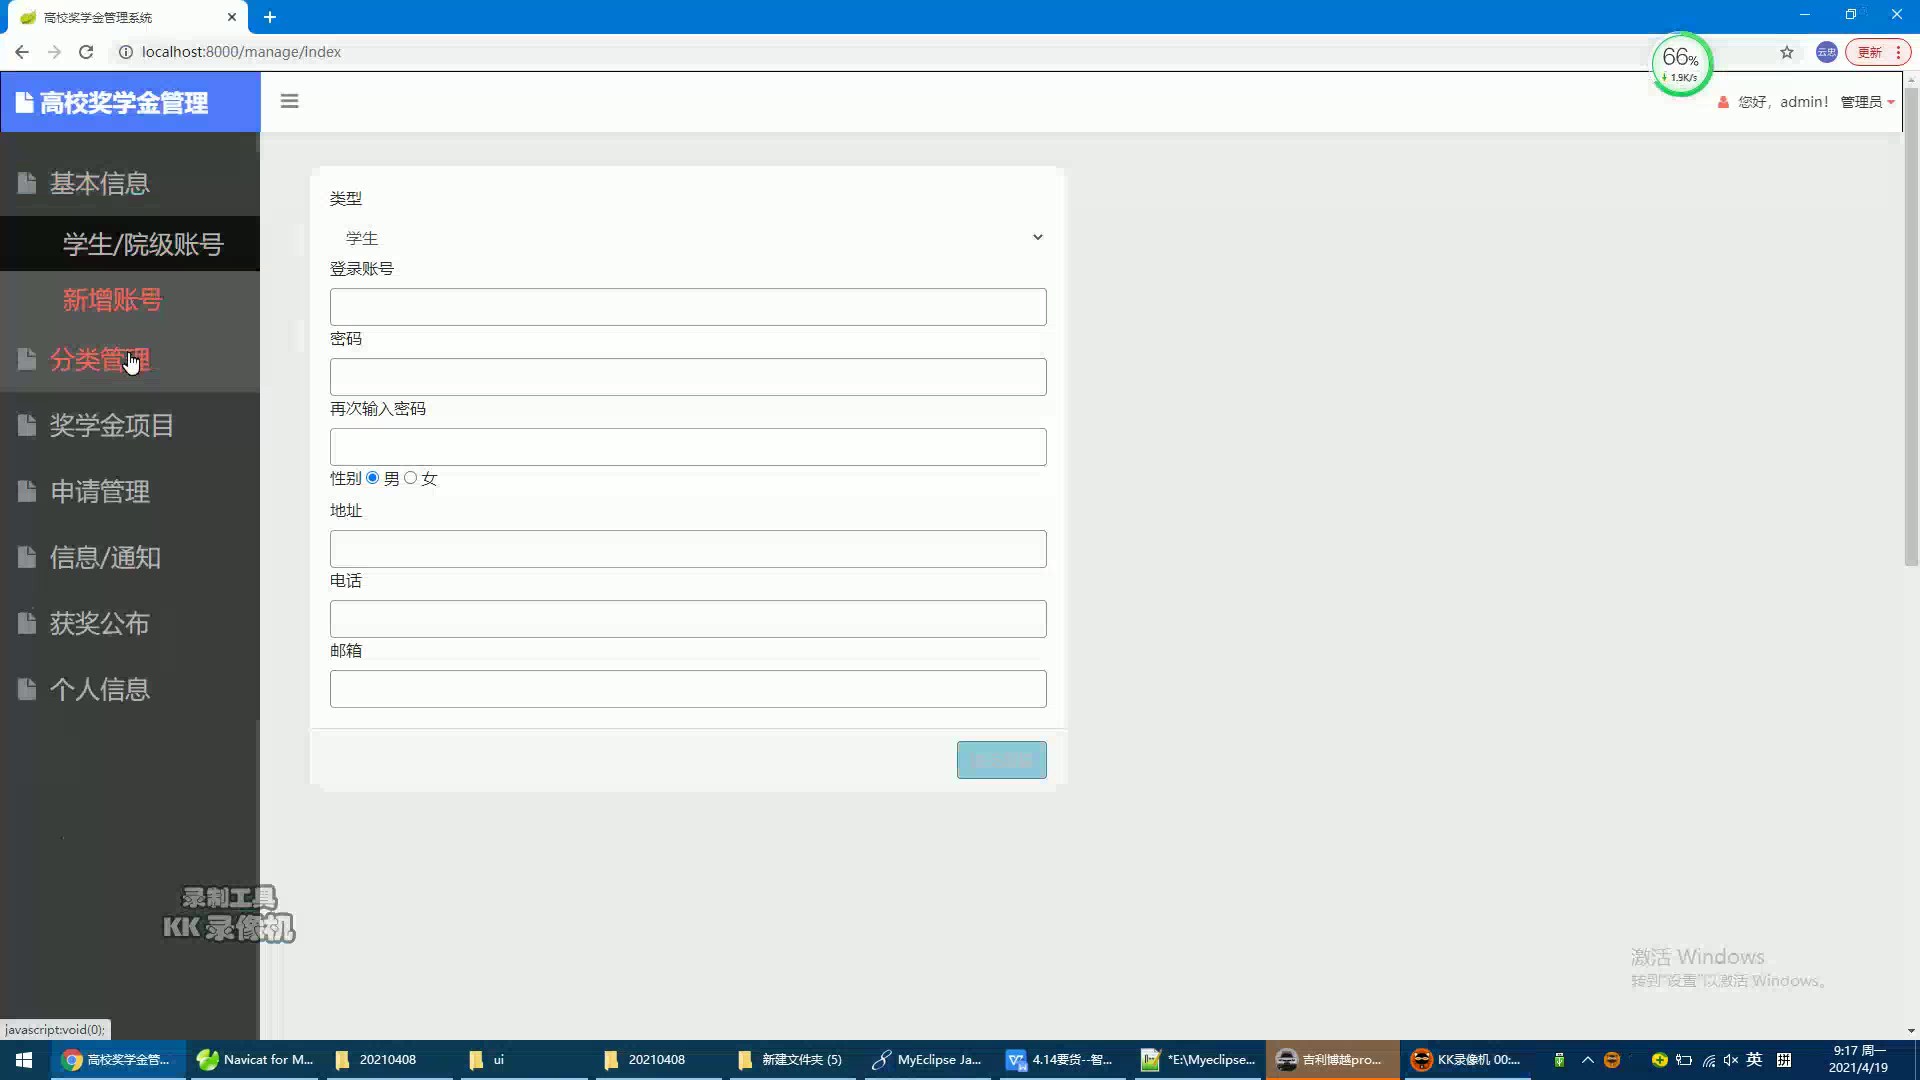 高校奖学金管理系统
localhost:8000/manage/index
66%
1.9K/s
云忠
更新
高校奖学金管理
您好，admin！ 管理员
基本信息
学生/院级账号
新增账号
分类管理
奖学金项目
申请管理
信息/通知
获奖公布
个人信息
类型
学生
登录账号
密码
再次输入密码
性别 男 女
地址
电话
邮箱
录制工具
KK 录像机
激活 Windows
转到“设置”以激活 Windows。
javascript:void(0);
高校奖学金管...
Navicat for M...
20210408
ui
20210408
新建文件夹 (5)
MyEclipse Ja...
4.14要货--智...
*E:\Myeclipse...
吉利博越pro...
KK录像机 00:...
英
拼
9:17 周一
2021/4/19